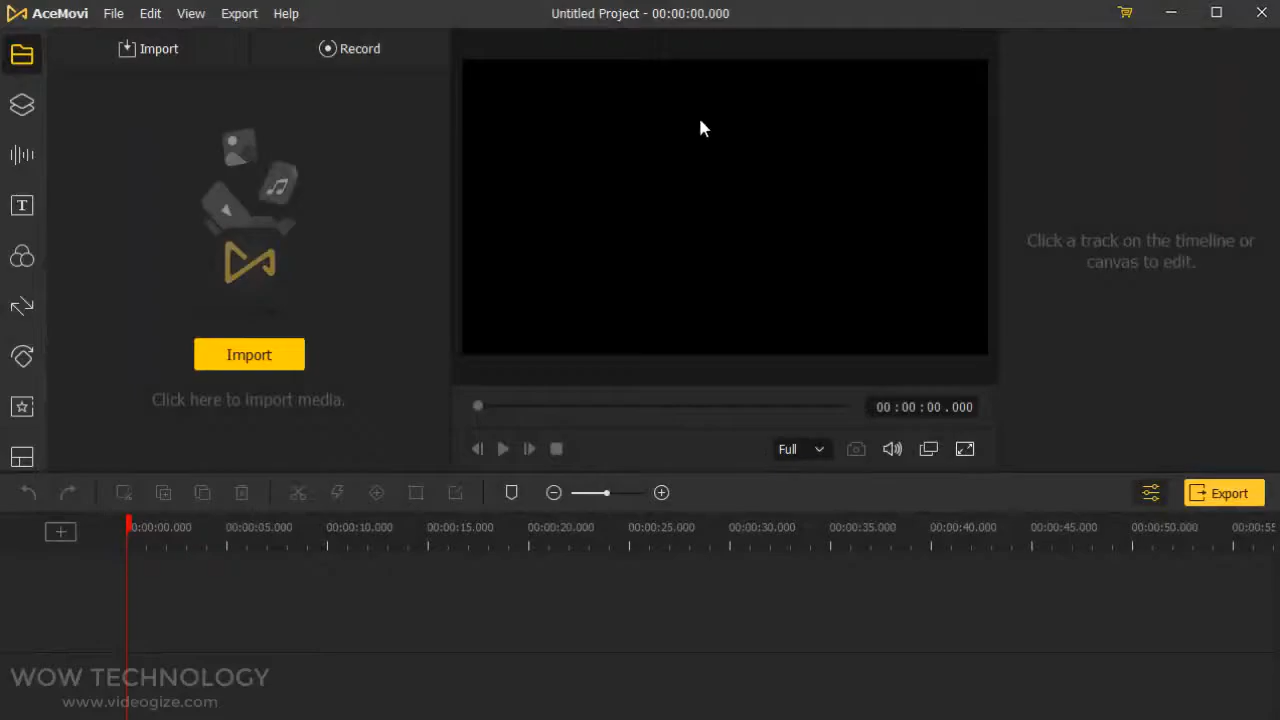 AceMovi File Edit View Export Help Untitled Project - 00:00:00.000
Import Record
Click a track on the timeline or
canvas to edit.
Import
Click here to import media.
00:00:00.000
Full
Export
0:00:00.000 00:00:05.000 00:00:10.000 00:00:15.000 00:00:20.000 00:00:25.000 00:00:30.000 00:00:35.000 00:00:40.000 00:00:45.000 00:00:50.000 00:00:55
WOW TECHNOLOGY
www.videogize.com